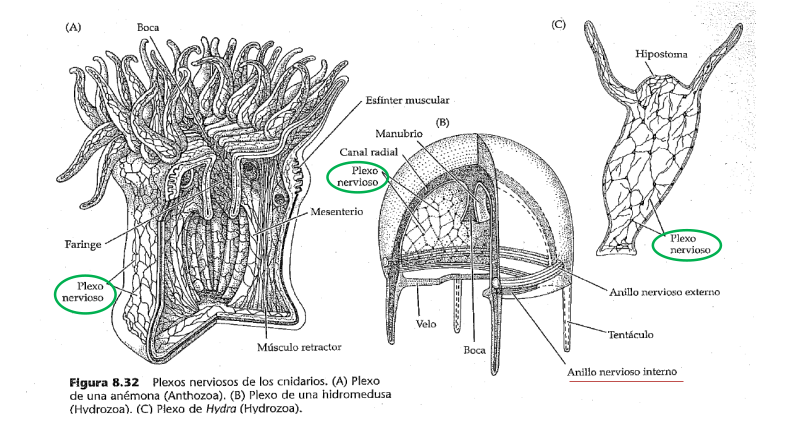 (A)
Boca
Esfínter muscular
Mesenterio
Faringe
Plexo
nervioso
Músculo retractor
(B)
Manubrio
Canal radial
Plexo
nervioso
Velo
Boca
Anillo nervioso externo
Tentáculo
Anillo nervioso interno
(C)
Hipostoma
Plexo
nervioso
Figura 8.32 Plexos nerviosos de los cnidarios. (A) Plexo
de una anémona (Anthozoa). (B) Plexo de una hidromedusa
(Hydrozoa). (C) Plexo de Hydra (Hydrozoa).